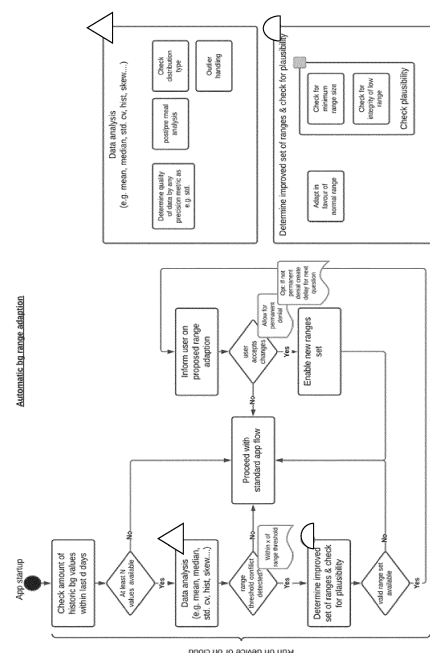 Automatic bg range adaption
App startup
Check amount of
historic bg values
within last d days
At least N
values available
No
Yes
Data analysis
(e.g. mean, median,
std. cv, hist, skew...)
range
threshold conflict
detected?
Within x of
range threshold
No
Yes
Determine improved
set of ranges & check
for plausibility
valid range set
available
No
Yes
Proceed with
standard app flow
Inform user on
proposed range
adaption
user
accepts
changes
Allow for
permanent
denial
Opt: If not
permanent
denial create
delay for next
question
No
Yes
Enable new ranges
set
Run on device or on cloud
Data analysis
(e.g. mean, median, std. cv, hist, skew...)
Determine quality
of data by any
precision metric as
e.g. std.
post/pre meal
analysis
Check
distribution
type
Outlier
handling
Determine improved set of ranges & check for plausibility
Adapt in
favour of
normal range
Check for
minimum
range size
Check for
integrity of low
range
Check plausibility